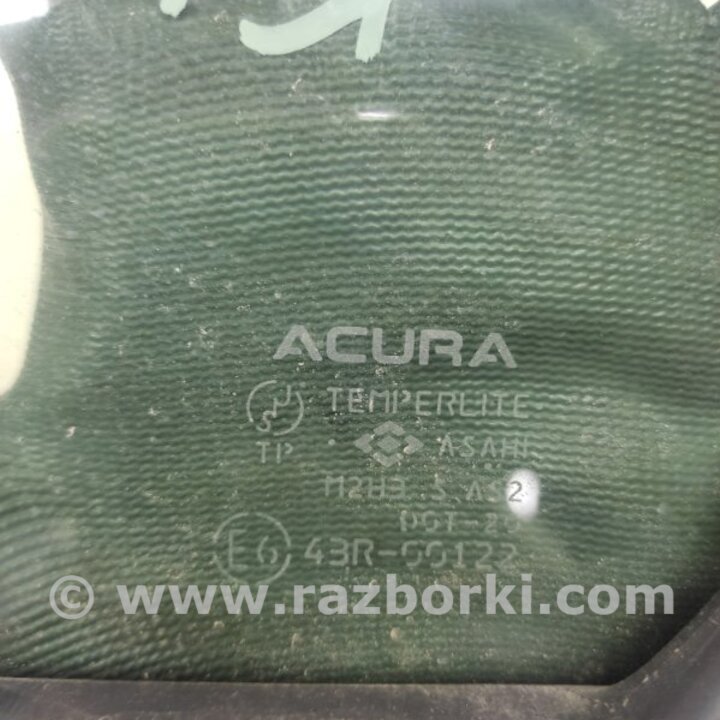 ACURA
TEMPERLITE
TP · ASAHI
M2H3 S AS2
DOT-20
E6 43R-00122
© www.razborki.com